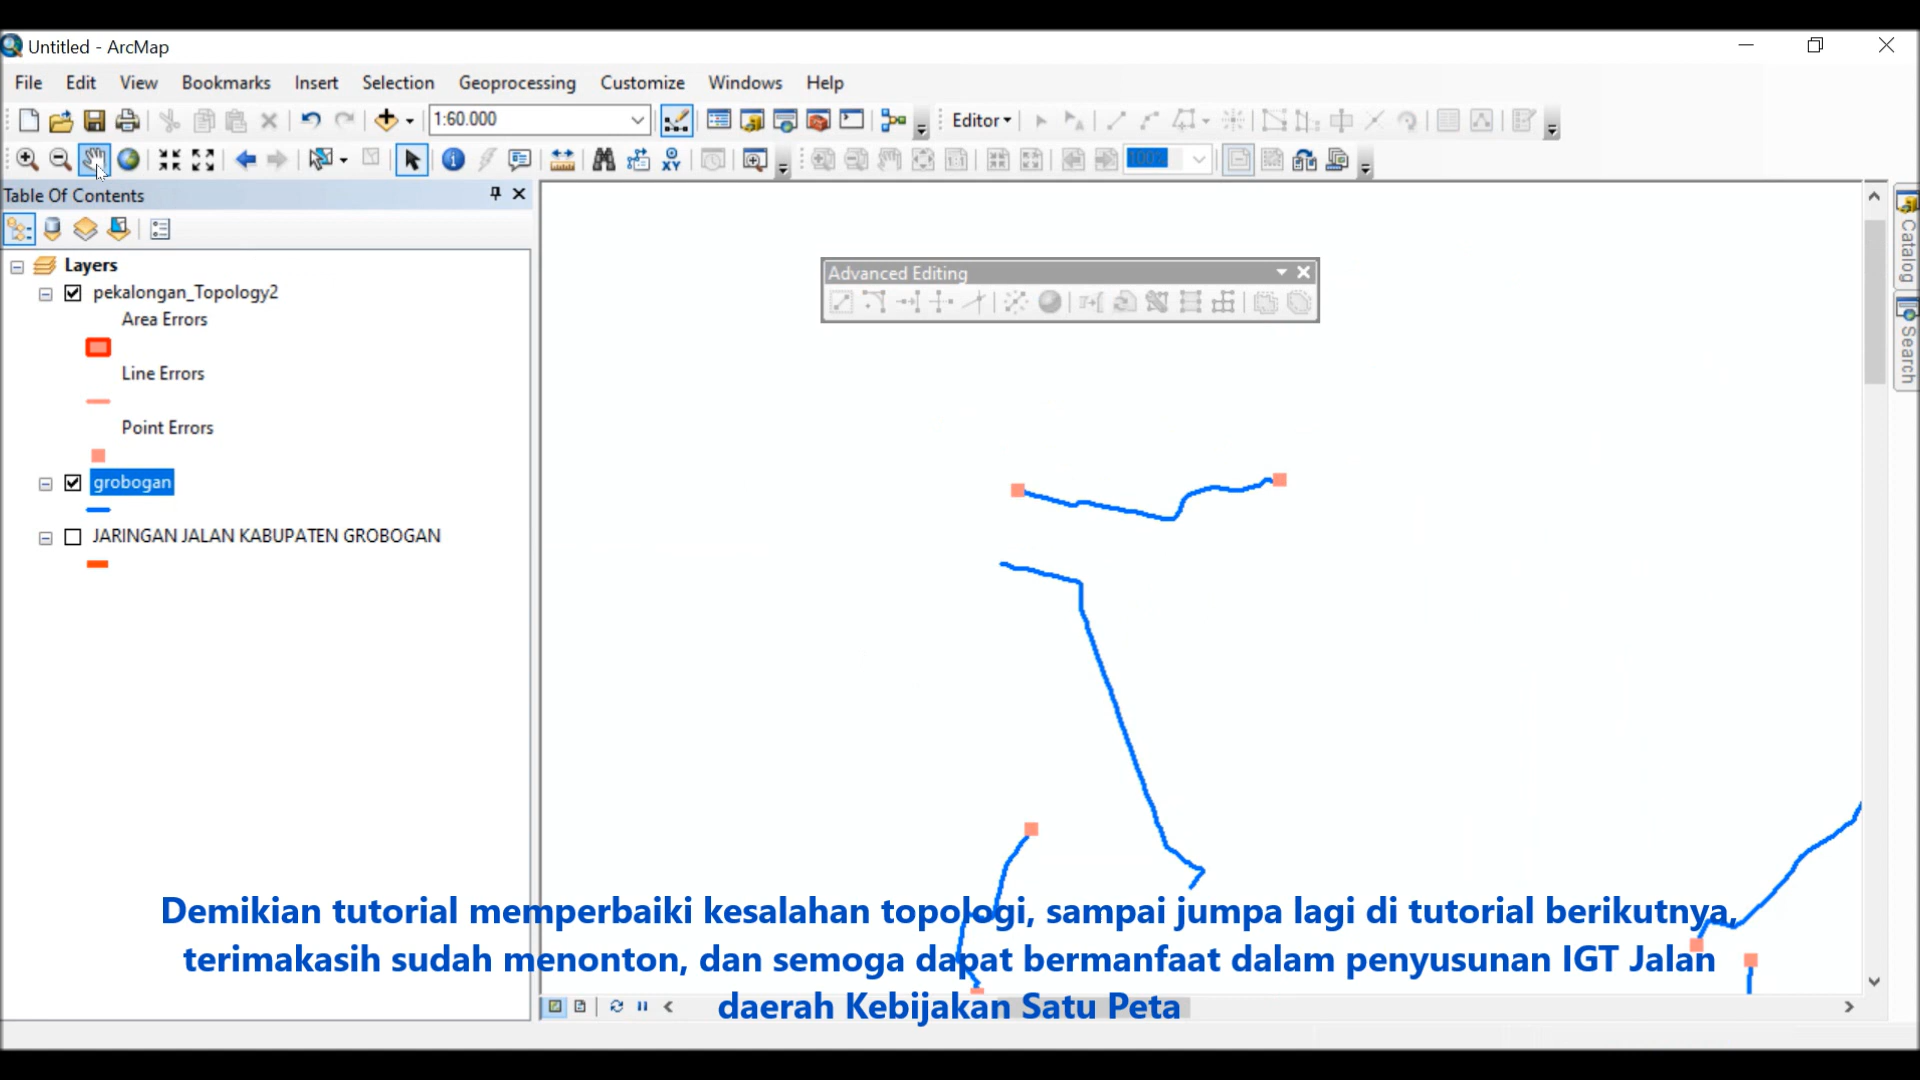 Untitled - ArcMap
File Edit View Bookmarks Insert Selection Geoprocessing Customize Windows Help
1:60.000
Editor
100%
Table Of Contents
Layers
pekalongan_Topology2
Area Errors
Line Errors
Point Errors
grobogan
JARINGAN JALAN KABUPATEN GROBOGAN
Advanced Editing
Catalog
Search
Demikian tutorial memperbaiki kesalahan topologi, sampai jumpa lagi di tutorial berikutnya,
terimakasih sudah menonton, dan semoga dapat bermanfaat dalam penyusunan IGT Jalan
daerah Kebijakan Satu Peta